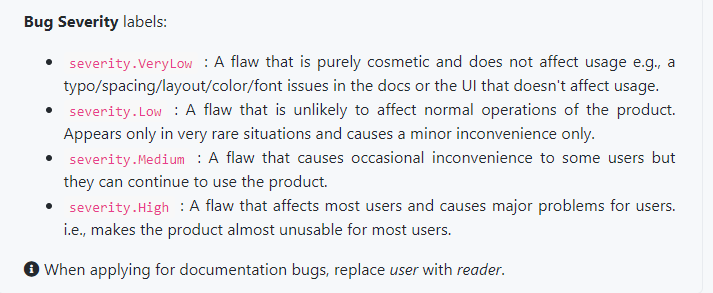 Bug Severity labels:
severity.VeryLow : A flaw that is purely cosmetic and does not affect usage e.g., a
typo/spacing/layout/color/font issues in the docs or the UI that doesn't affect usage.
severity.Low : A flaw that is unlikely to affect normal operations of the product.
Appears only in very rare situations and causes a minor inconvenience only.
severity.Medium : A flaw that causes occasional inconvenience to some users but
they can continue to use the product.
severity.High : A flaw that affects most users and causes major problems for users.
i.e., makes the product almost unusable for most users.
When applying for documentation bugs, replace user with reader.